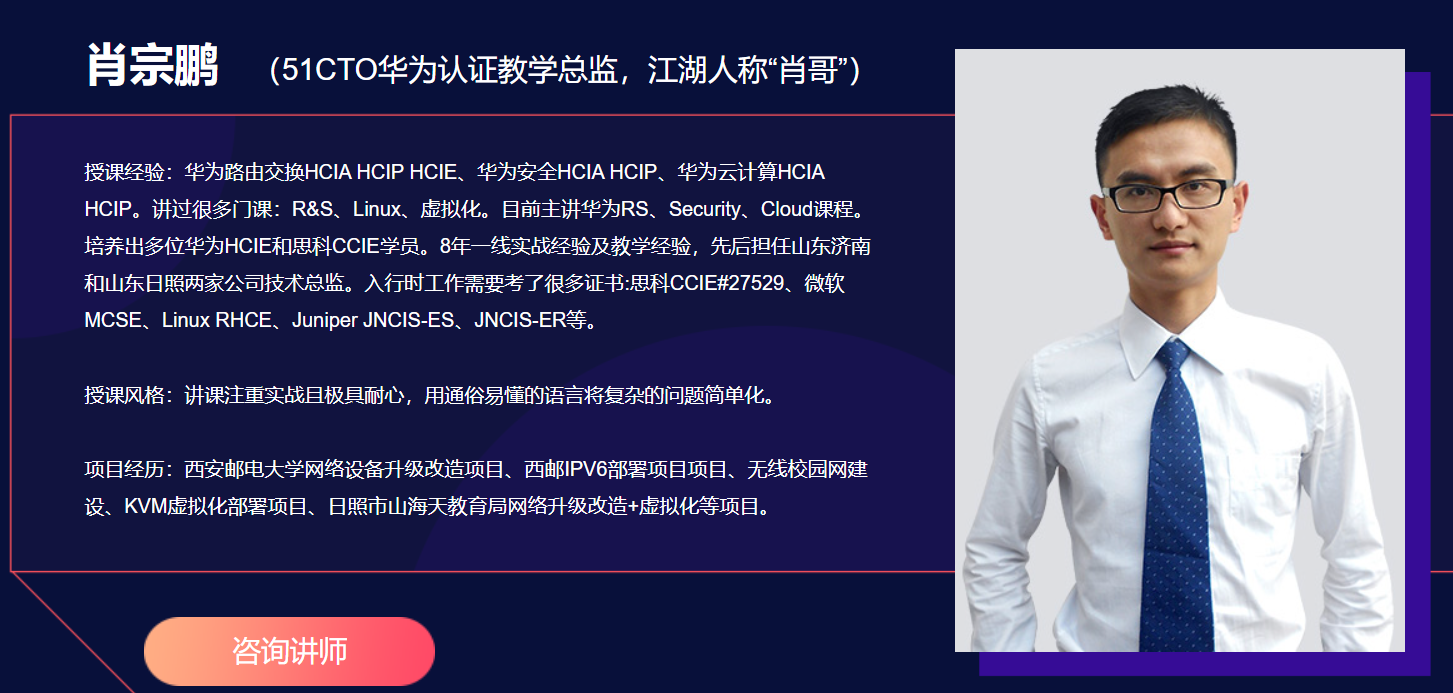 肖宗鹏 （51CTO华为认证教学总监，江湖人称“肖哥”）
授课经验：华为路由交换HCIA HCIP HCIE、华为安全HCIA HCIP、华为云计算HCIA
HCIP。讲过很多门课：R&S、Linux、虚拟化。目前主讲华为RS、Security、Cloud课程。
培养出多位华为HCIE和思科CCIE学员。8年一线实战经验及教学经验，先后担任山东济南
和山东日照两家公司技术总监。入行时工作需要考了很多证书:思科CCIE#27529、微软
MCSE、Linux RHCE、Juniper JNCIS-ES、JNCIS-ER等。
授课风格：讲课注重实战且极具耐心，用通俗易懂的语言将复杂的问题简单化。
项目经历：西安邮电大学网络设备升级改造项目、西邮IPV6部署项目项目、无线校园网建
设、KVM虚拟化部署项目、日照市山海天教育局网络升级改造+虚拟化等项目。
咨询讲师